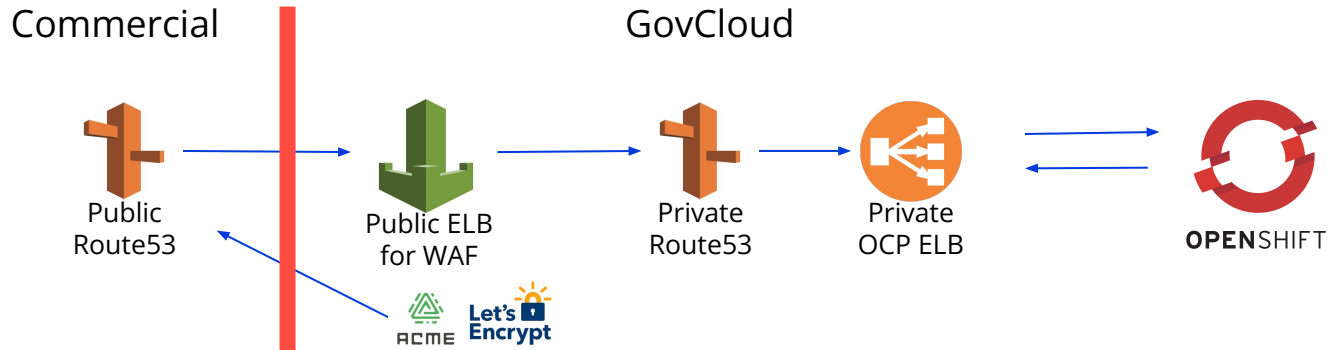 Commercial
GovCloud
Public
Route53
Public ELB
for WAF
Private
Route53
Private
OCP ELB
OPENSHIFT
ACME
Let's
Encrypt